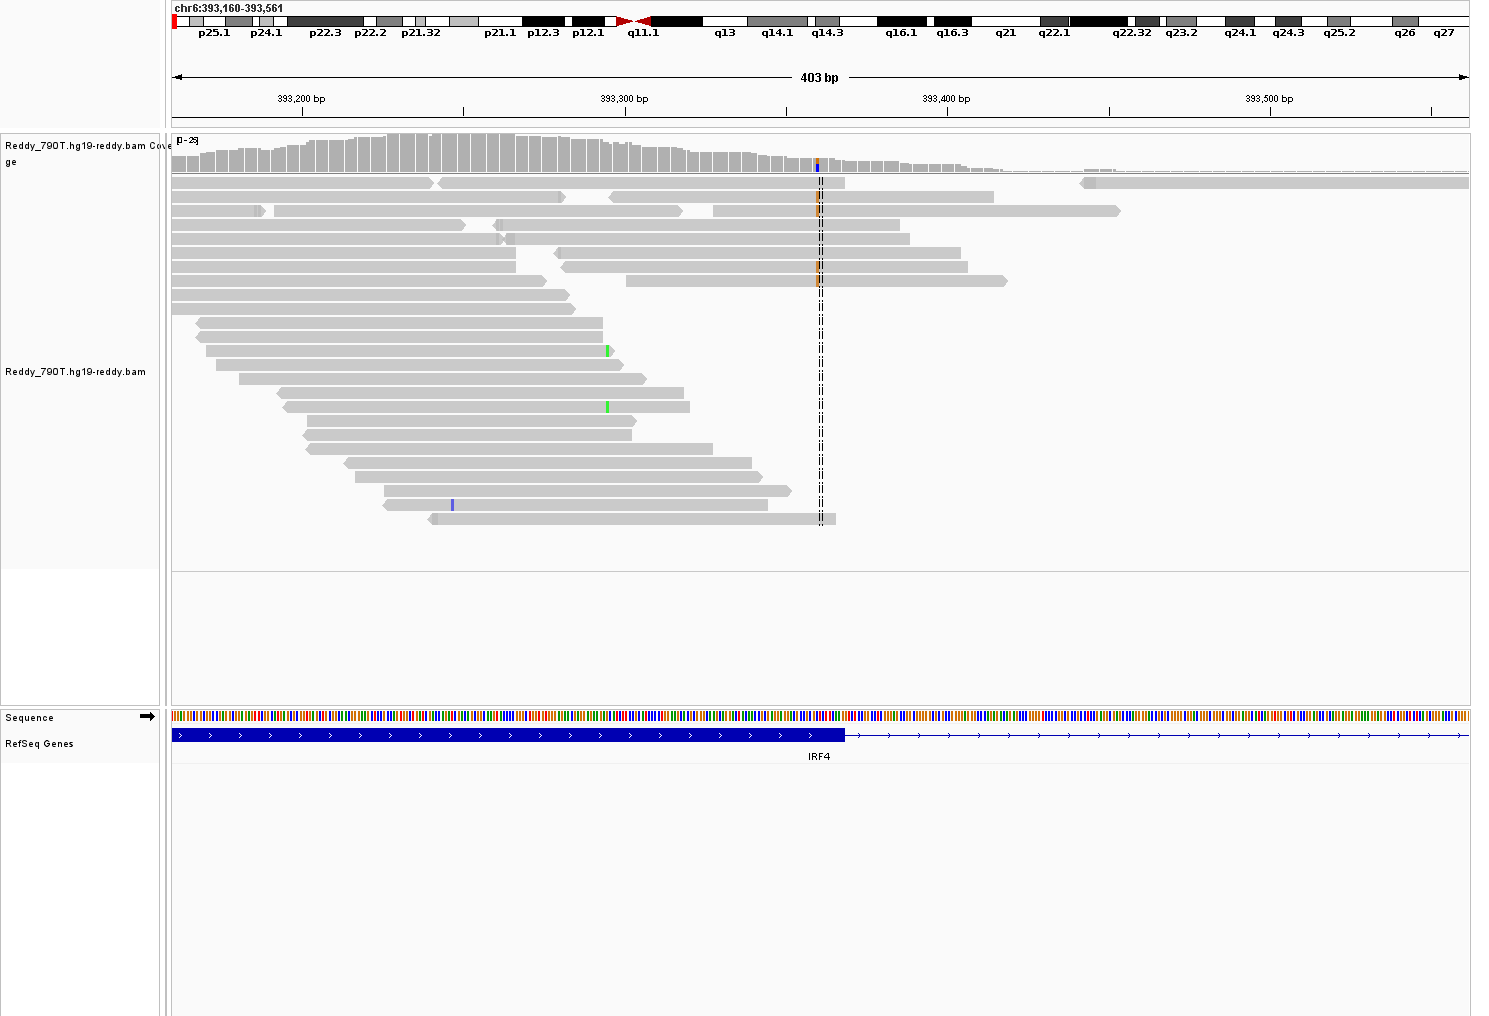 chr6:393,160-393,561
p25.1 p24.1 p22.3 p22.2 p21.32 p21.1 p12.3 p12.1 q11.1 q13 q14.1 q14.3 q16.1 q16.3 q21 q22.1 q22.32 q23.2 q24.1 q24.3 q25.2 q26 q27
403 bp
393,200 bp 393,300 bp 393,400 bp 393,500 bp
Reddy_790T.hg19-reddy.bam Cove
ge
[0-25]
Reddy_790T.hg19-reddy.bam
Sequence
RefSeq Genes
IRF4